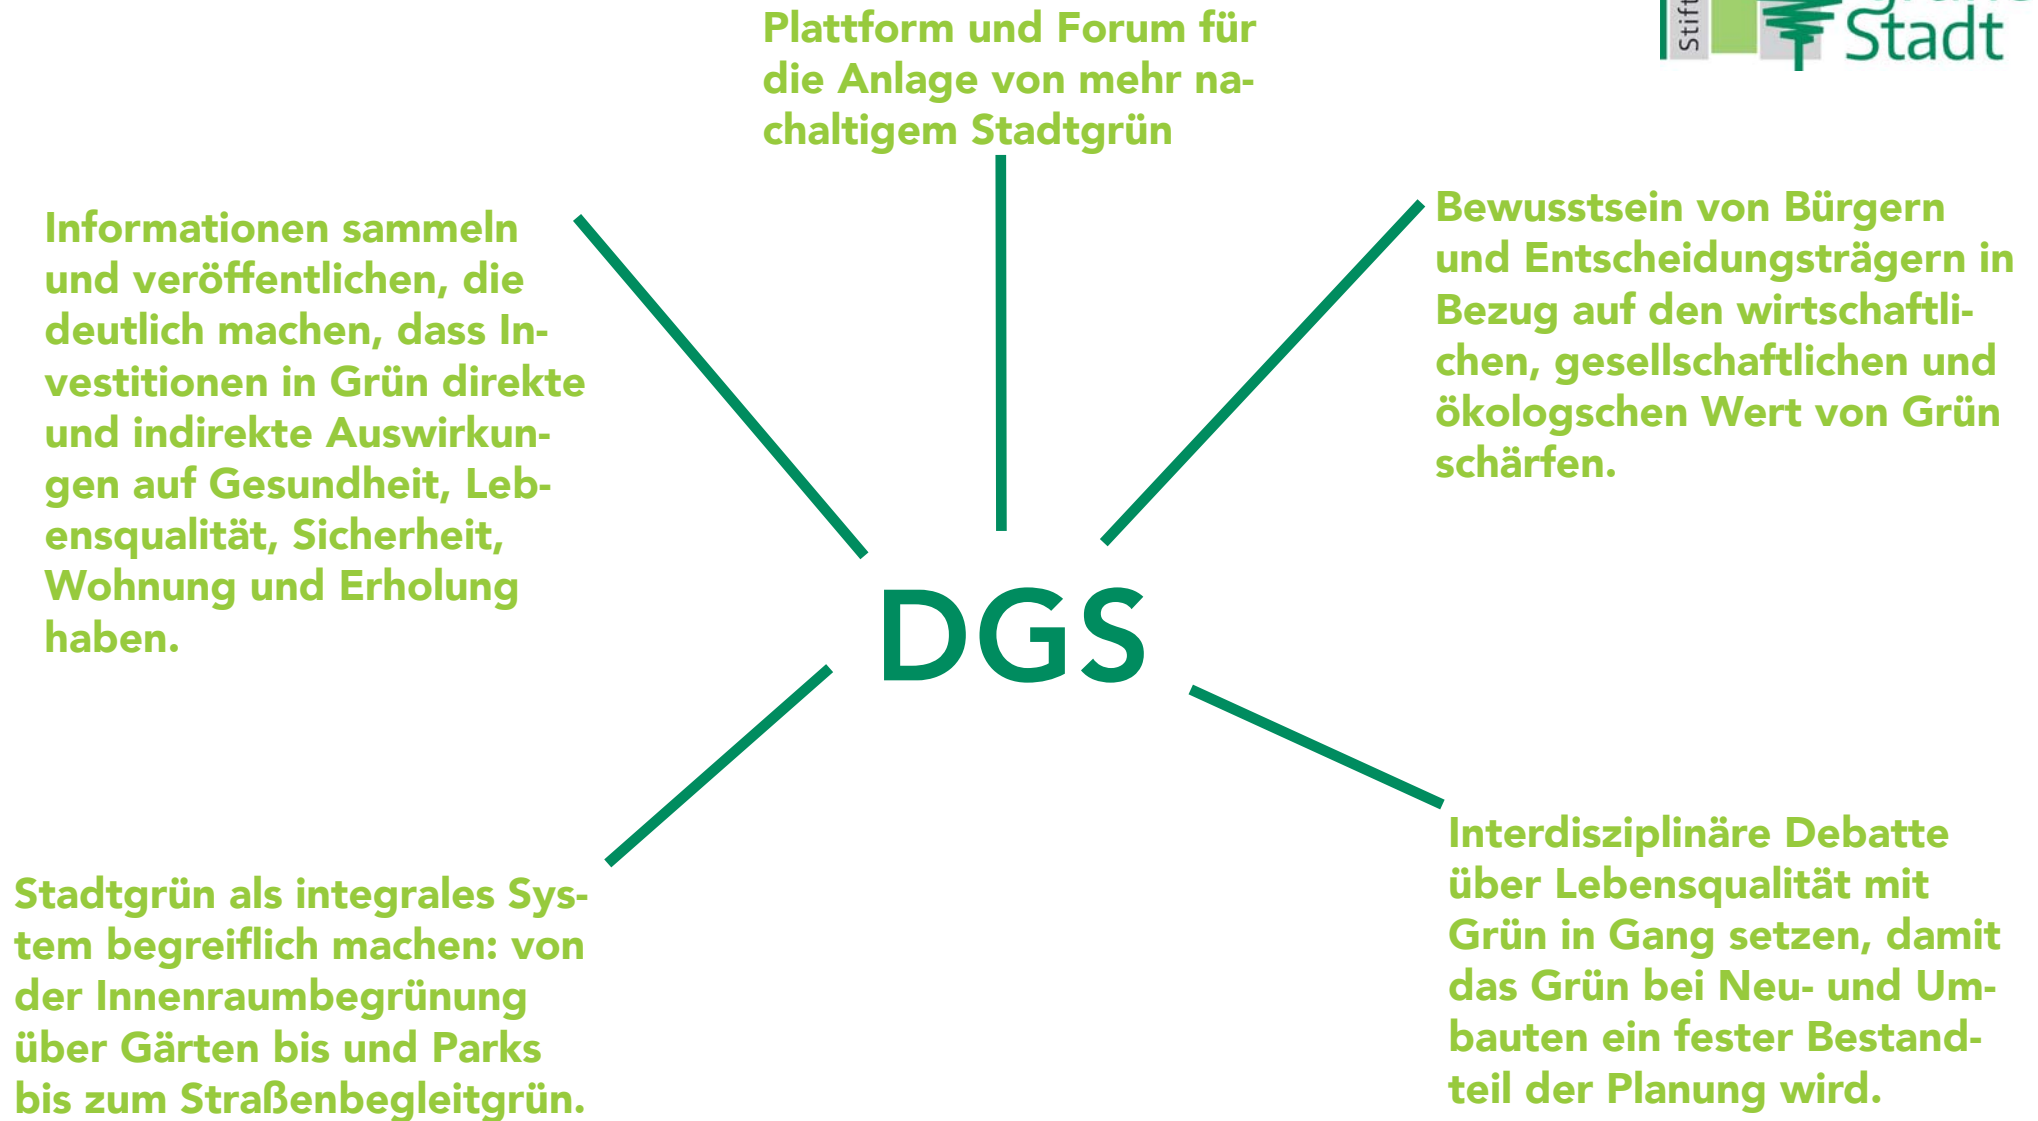 Stadt
Plattform und Forum für
die Anlage von mehr na-
chaltigem Stadtgrün
Informationen sammeln
und veröffentlichen, die
deutlich machen, dass In-
vestitionen in Grün direkte
und indirekte Auswirkun-
gen auf Gesundheit, Leb-
ensqualität, Sicherheit,
Wohnung und Erholung
haben.
Bewusstsein von Bürgern
und Entscheidungsträgern in
Bezug auf den wirtschaftli-
chen, gesellschaftlichen und
ökologschen Wert von Grün
schärfen.
DGS
Stadtgrün als integrales Sys-
tem begreiflich machen: von
der Innenraumbegrünung
über Gärten bis und Parks
bis zum Straßenbegleitgrün.
Interdisziplinäre Debatte
über Lebensqualität mit
Grün in Gang setzen, damit
das Grün bei Neu- und Um-
bauten ein fester Bestand-
teil der Planung wird.